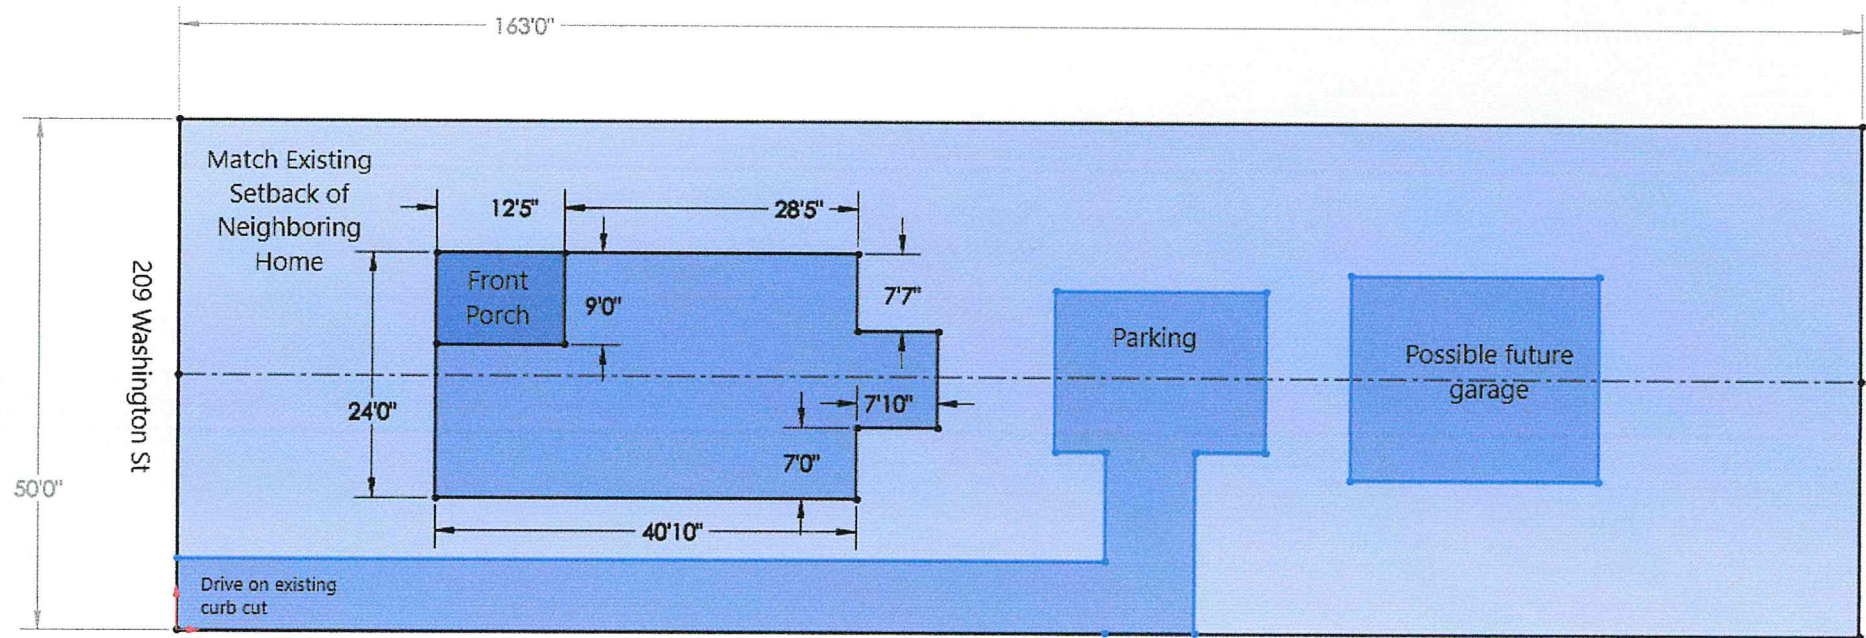 163'0"
Match Existing
Setback of
Neighboring
Home
12'5"
28'5"
Front
Porch
9'0"
7'7"
Parking
Possible future
garage
209 Washington St
24'0"
7'10"
7'0"
50'0"
40'10"
Drive on existing
curb cut